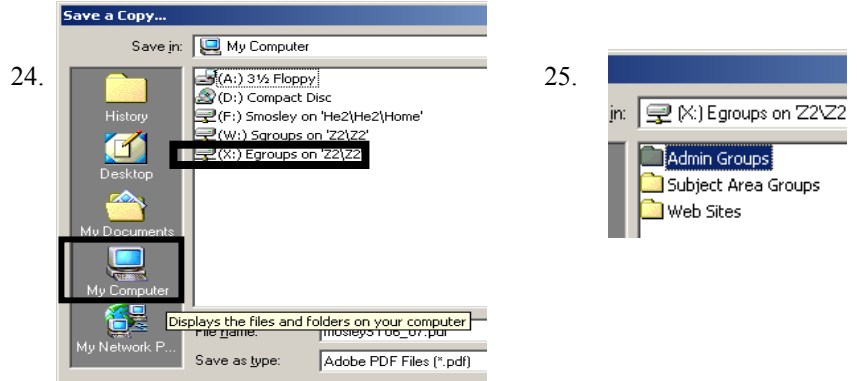 Save a Copy...
Save in: My Computer
24.
(A:) 3½ Floppy
(D:) Compact Disc
(F:) Smosley on 'He2\He2\Home'
(W:) Sgroups on 'Z2\Z2'
(X:) Egroups on 'Z2\Z2
History
Desktop
My Documents
My Computer
Displays the files and folders on your computer
My Network P...
File name:
Save as type: Adobe PDF Files (*.pdf)
25.
in: (X:) Egroups on 'Z2\Z2
Admin Groups
Subject Area Groups
Web Sites